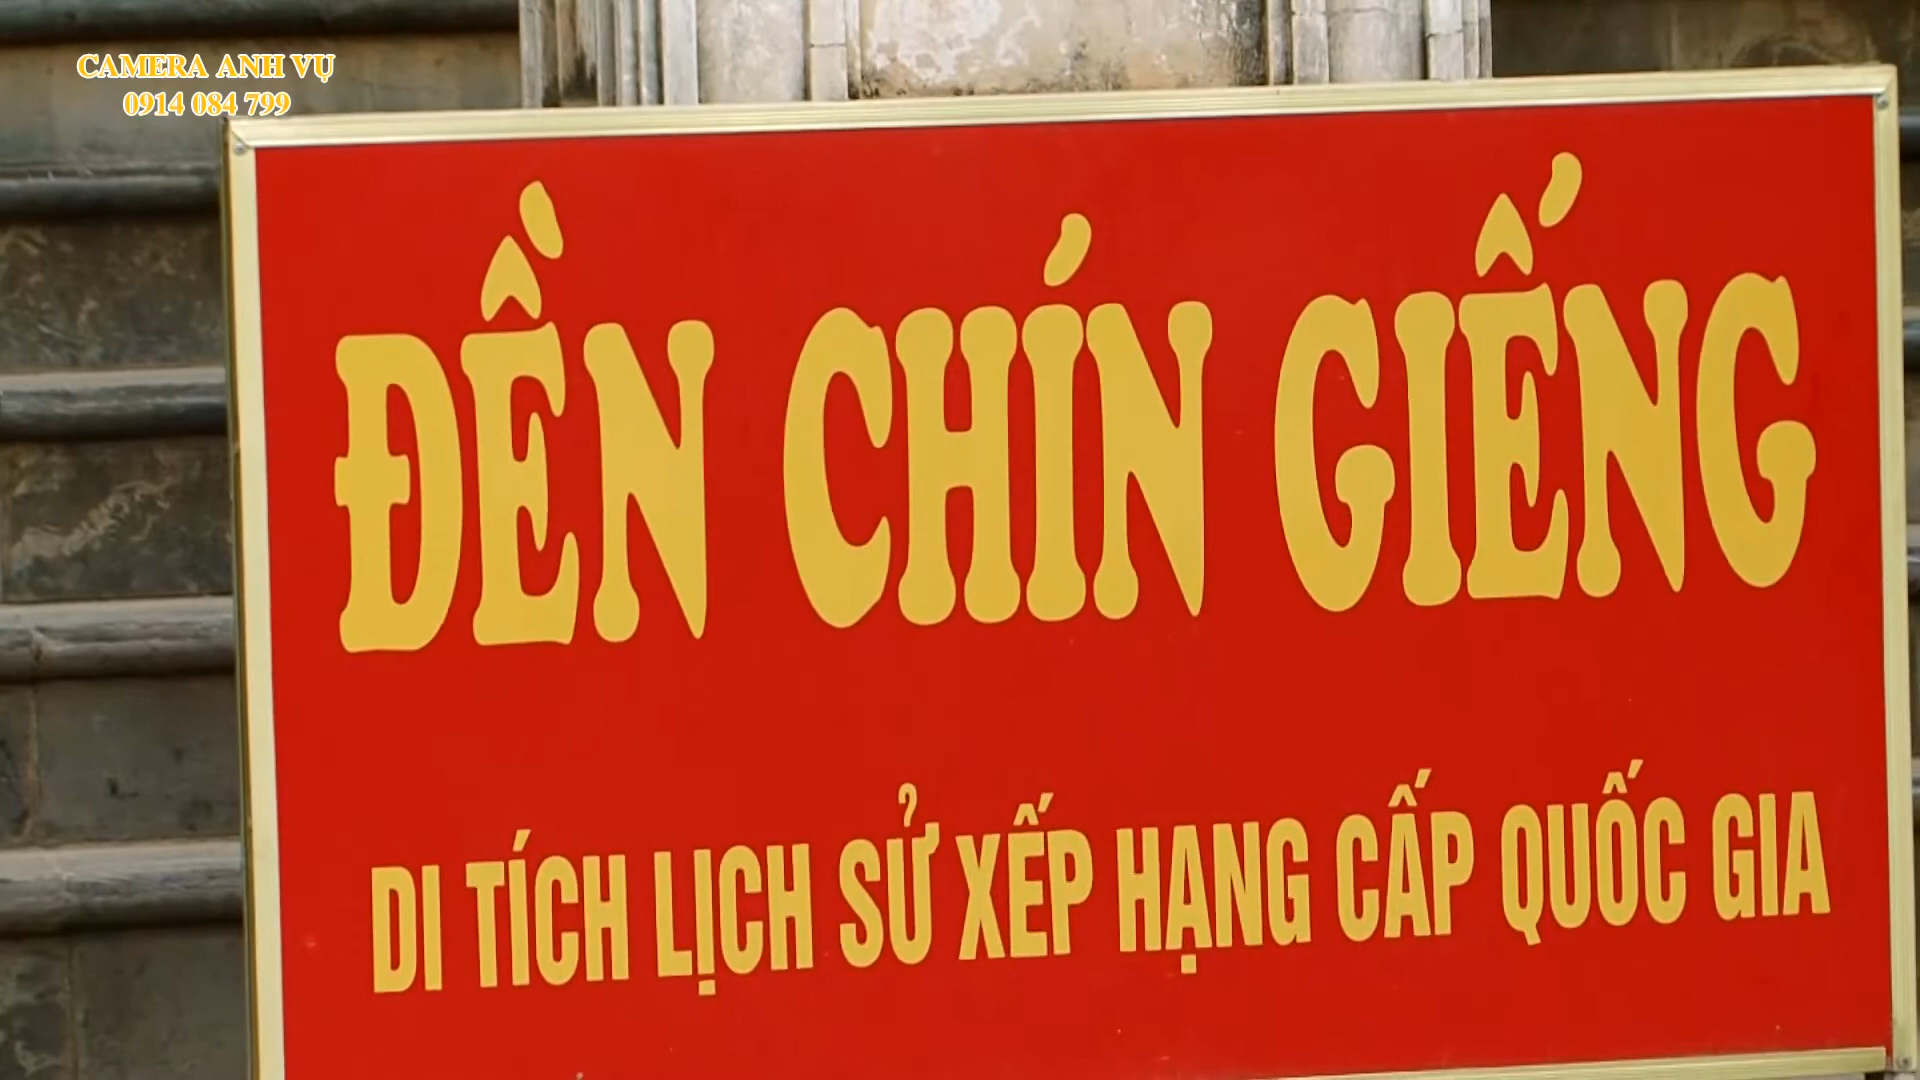 CAMERA ANH VỤ
0914 084 799
ĐỀN CHÍN GIẾNG
DI TÍCH LỊCH SỬ XẾP HẠNG CẤP QUỐC GIA